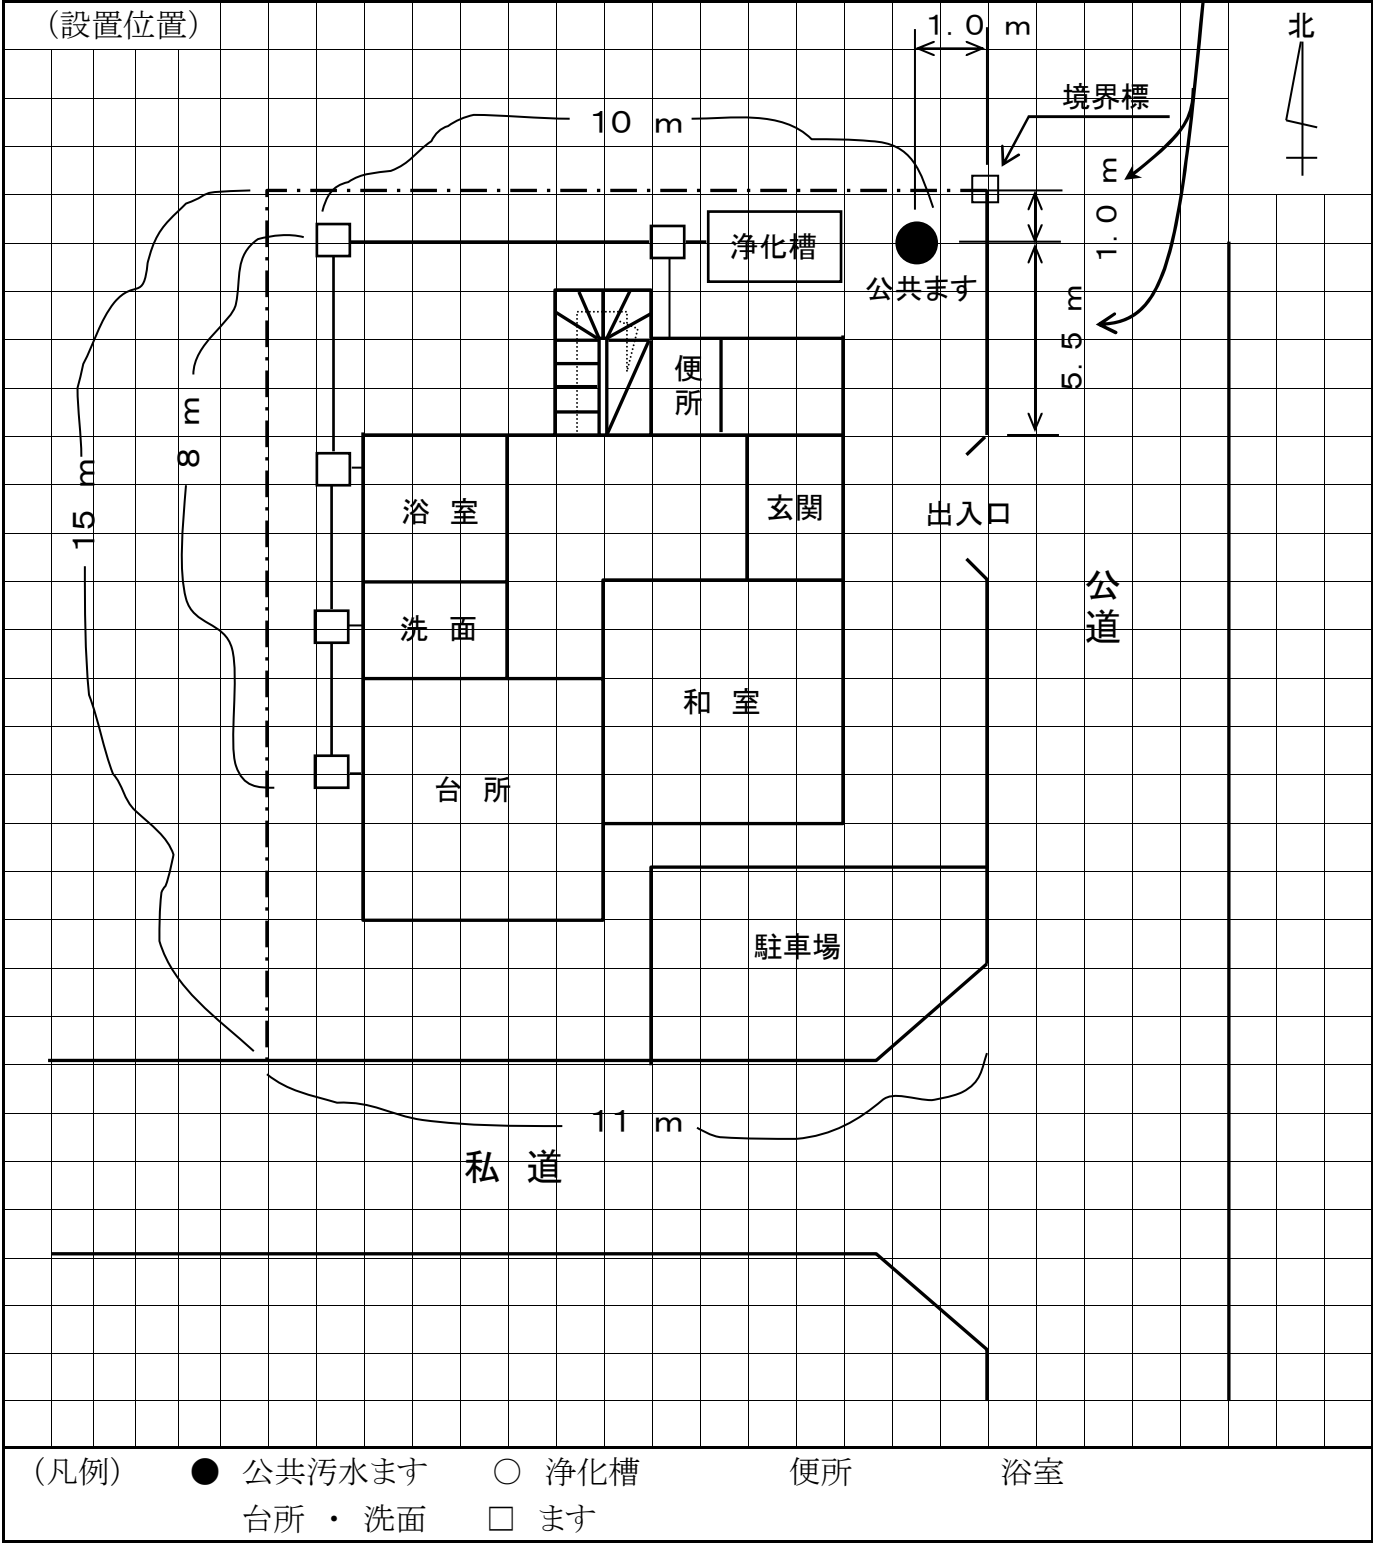 （設置位置）
1.0 m
北
境界標
10 m
1.0 m
浄化槽
公共ます
5.5 m
便所
8 m
15 m
浴室
玄関
出入口
公道
洗面
和室
台所
駐車場
11 m
私道
（凡例） ● 公共汚水ます ○ 浄化槽 便所 浴室
台所 ・ 洗面 □ ます